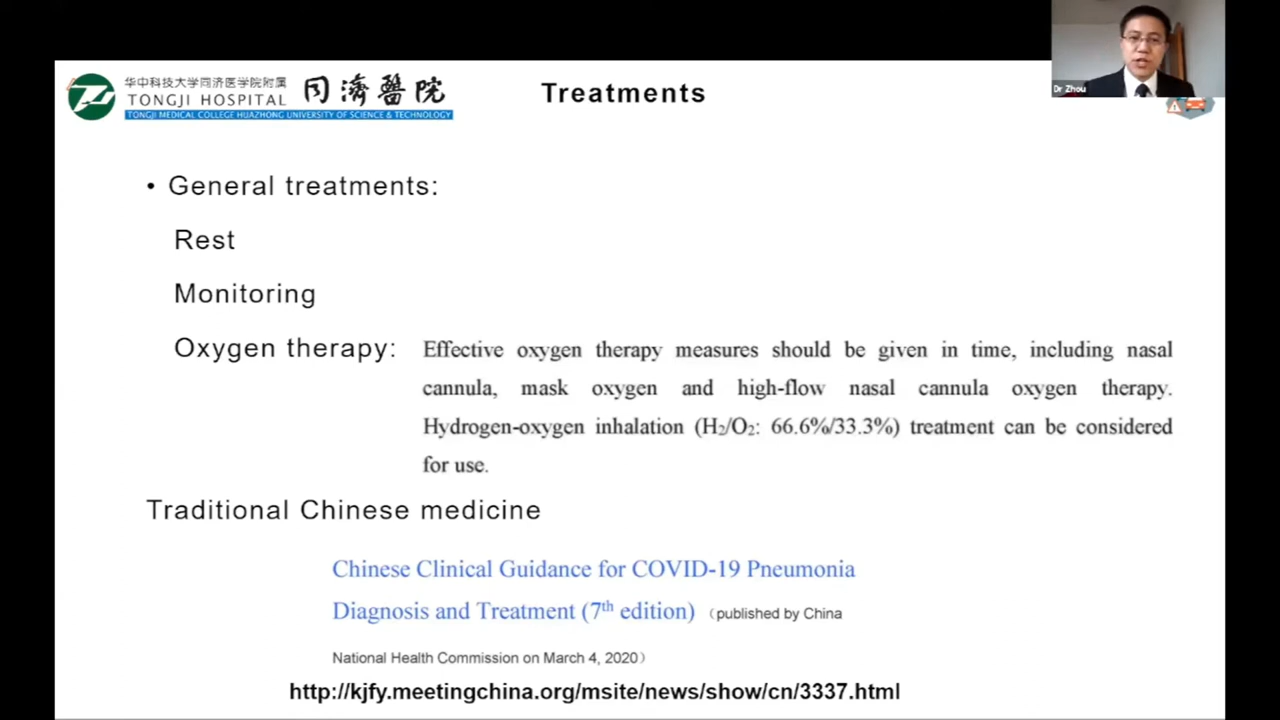 华中科技大学同济医学院附属
TONGJI HOSPITAL
同濟醫院
TONGJI MEDICAL COLLEGE HUAZHONG UNIVERSITY OF SCIENCE & TECHNOLOGY
Treatments
Dr Zhou
• General treatments:
Rest
Monitoring
Oxygen therapy:
Effective oxygen therapy measures should be given in time, including nasal
cannula, mask oxygen and high-flow nasal cannula oxygen therapy.
Hydrogen-oxygen inhalation (H₂/O₂: 66.6%/33.3%) treatment can be considered
for use.
Traditional Chinese medicine
Chinese Clinical Guidance for COVID-19 Pneumonia
Diagnosis and Treatment (7th edition)（published by China
National Health Commission on March 4, 2020）
http://kjfy.meetingchina.org/msite/news/show/cn/3337.html